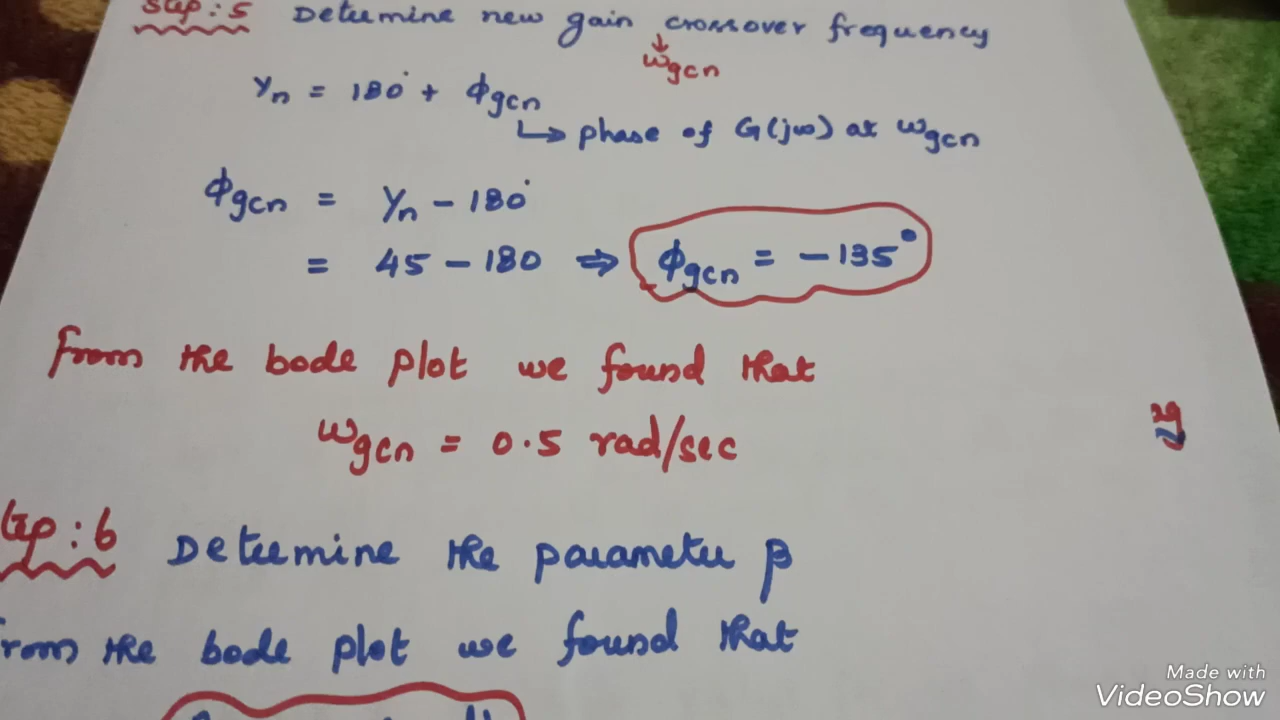 Step : 5 Determine new gain crossover frequency
↓
ωgcn
γn = 180° + ϕgcn
↳ phase of G(jω) at ωgcn
ϕgcn = γn − 180°
= 45 − 180 ⇒ ϕgcn = −135°
from the bode plot we found that
ωgcn = 0.5 rad/sec
Step : 6 Determine the parameter β
from the bode plot we found that
Made with
VideoShow